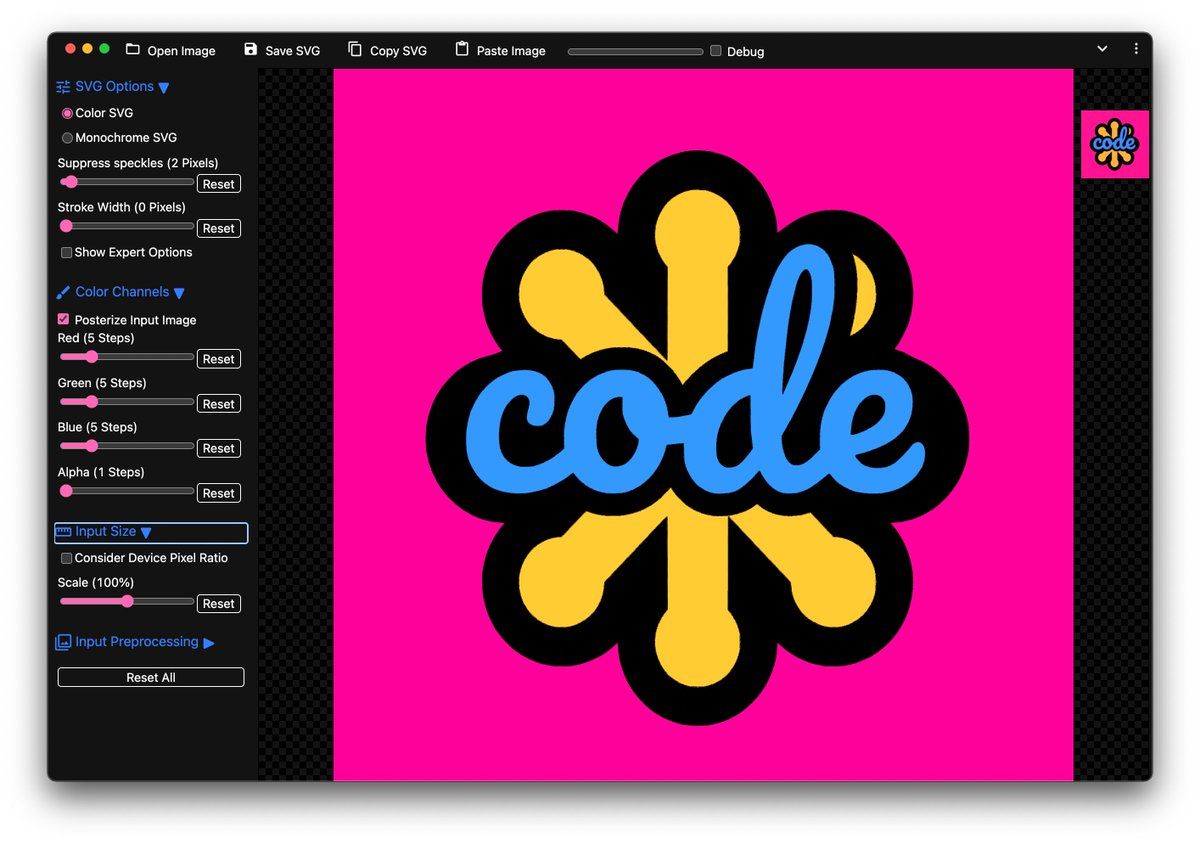 Open Image Save SVG Copy SVG Paste Image Debug
SVG Options
Color SVG
Monochrome SVG
Suppress speckles (2 Pixels)
Reset
Stroke Width (0 Pixels)
Reset
Show Expert Options
Color Channels
Posterize Input Image
Red (5 Steps)
Reset
Green (5 Steps)
Reset
Blue (5 Steps)
Reset
Alpha (1 Steps)
Reset
Input Size
Consider Device Pixel Ratio
Scale (100%)
Reset
Input Preprocessing
Reset All
code
code